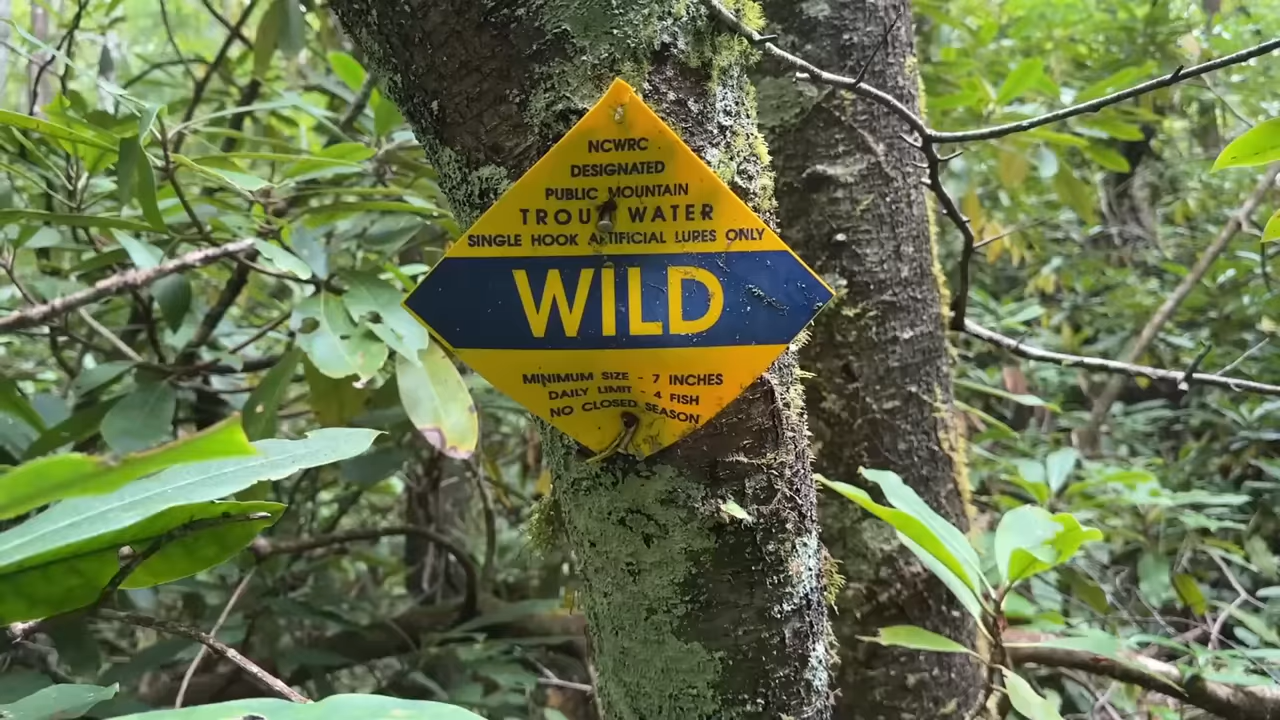 NCWRC
DESIGNATED
PUBLIC MOUNTAIN
TROUT WATER
SINGLE HOOK ARTIFICIAL LURES ONLY
WILD
MINIMUM SIZE - 7 INCHES
DAILY LIMIT - 4 FISH
NO CLOSED SEASON